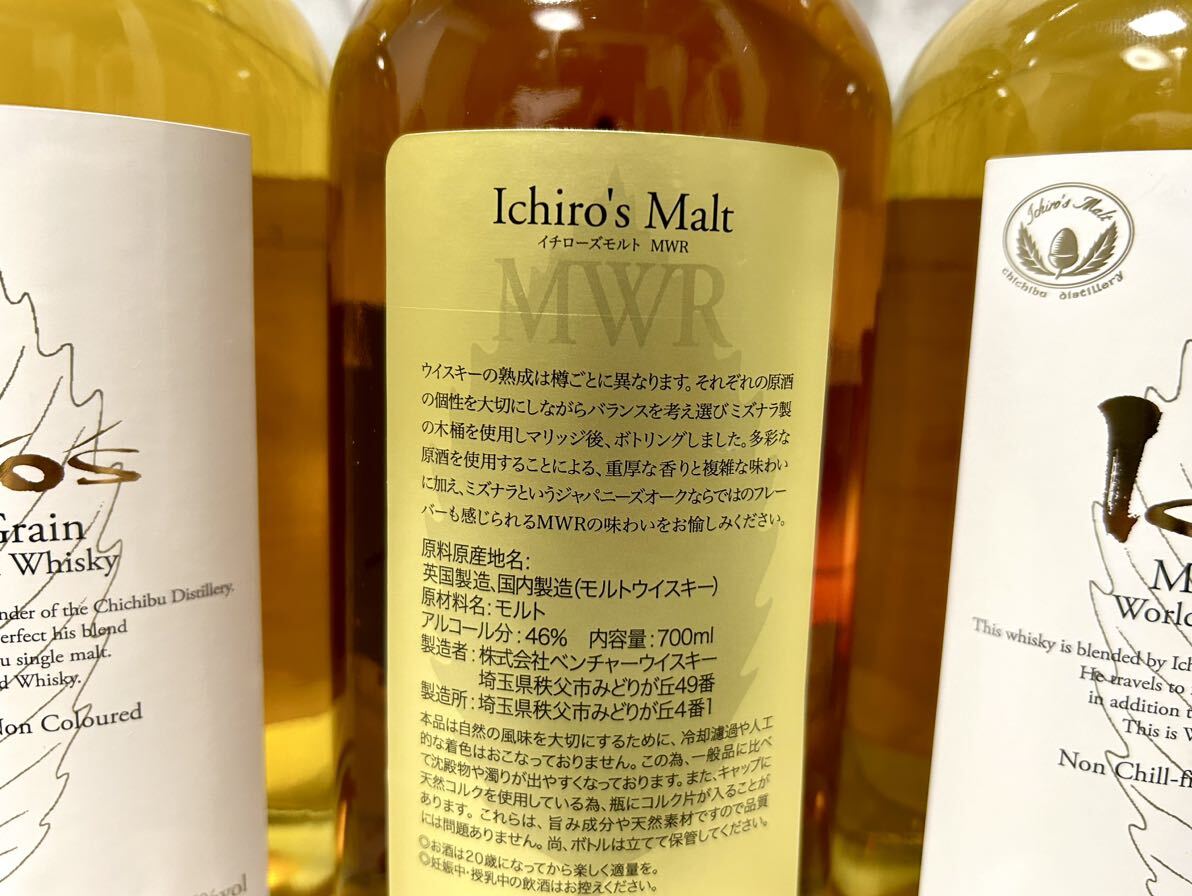 os
Grain
Whisky
nder of the Chichibu Distillery.
erfect his blend
u single malt.
d Whisky.
Non Coloured
%vol
Ichiro's Malt
イチローズモルト MWR
MWR
ウイスキーの熟成は樽ごとに異なります。それぞれの原酒
の個性を大切にしながらバランスを考え選びミズナラ製
の木桶を使用しマリッジ後、ボトリングしました。多彩な
原酒を使用することによる、重厚な香りと複雑な味わい
に加え、ミズナラというジャパニーズオークならではのフレー
バーも感じられるMWRの味わいをお愉しみください。
原料原産地名:
英国製造、国内製造(モルトウイスキー)
原材料名:モルト
アルコール分:46% 内容量:700ml
製造者:株式会社ベンチャーウイスキー
埼玉県秩父市みどりが丘49番
製造所:埼玉県秩父市みどりが丘4番1
本品は自然の風味を大切にするために、冷却濾過や人工
的な着色はおこなっておりません。この為、一般品に比べ
て沈殿物や濁りが出やすくなっております。また、キャップに
天然コルクを使用している為、瓶にコルク片が入ることが
あります。これらは、旨み成分や天然素材ですので品質
には問題ありません。尚、ボトルは立てて保管してください。
◎お酒は20歳になってから楽しく適量を。
◎妊娠中・授乳中の飲酒はお控えください。
Ichiro's Malt
chichibu distillery
I
M
World
This whisky is blended by Ich
He travels to
in addition t
This is W
Non Chill-fi